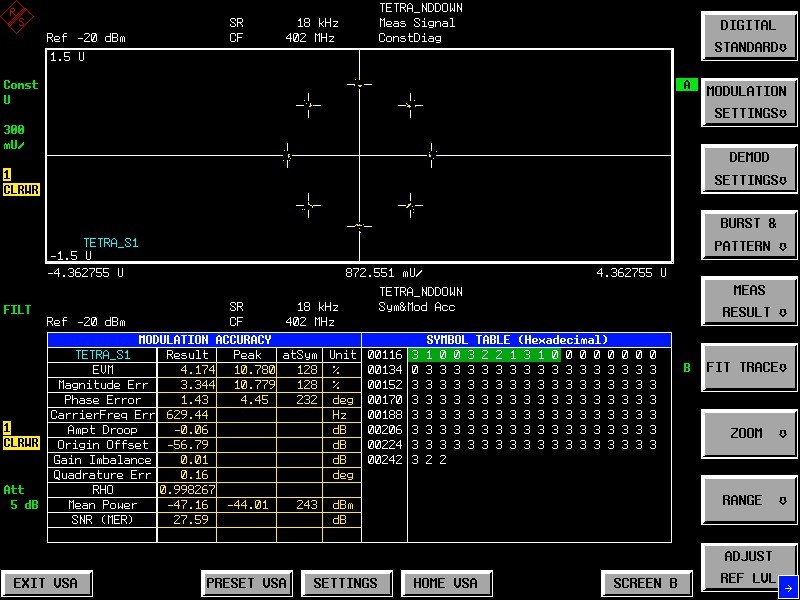 R S
TETRA_NDDOWN
SR 18 kHz Meas Signal
Ref -20 dBm CF 402 MHz ConstDiag
1.5 U
Const
U
300
mU/
1
CLRWR
A
TETRA_S1
-1.5 U
-4.362755 U 872.551 mU/ 4.362755 U
TETRA_NDDOWN
FILT
SR 18 kHz Sym&Mod Acc
Ref -20 dBm CF 402 MHz
MODULATION ACCURACY SYMBOL TABLE (Hexadecimal)
TETRA_S1 Result Peak atSym Unit 00116 3 1 0 0 3 2 2 1 3 1 0 0 0 0 0 0 0 0
EVM 4.174 10.780 128 % 00134 0 3 3 3 3 3 3 3 3 3 3 3 3 3 3 3 3 3
Magnitude Err 3.344 10.779 128 % 00152 3 3 3 3 3 3 3 3 3 3 3 3 3 3 3 3 3 3
Phase Error 1.43 4.45 232 deg 00170 3 3 3 3 3 3 3 3 3 3 3 3 3 3 3 3 3 3
CarrierFreq Err 629.44 Hz 00188 3 3 3 3 3 3 3 3 3 3 3 3 3 3 3 3 3 3
Ampt Droop -0.06 dB 00206 3 3 3 3 3 3 3 3 3 3 3 3 3 3 3 3 3 3
Origin Offset -56.79 dB 00224 3 3 3 3 3 3 3 3 3 3 3 3 3 3 3 3 3 3
Gain Imbalance 0.01 dB 00242 3 2 2
Quadrature Err 0.16 deg
RHO 0.998267
Mean Power -47.16 -44.01 243 dBm
SNR (MER) 27.59 dB
B
1
CLRWR
Att
5 dB
DIGITAL
STANDARD
MODULATION
SETTINGS
DEMOD
SETTINGS
BURST &
PATTERN
MEAS
RESULT
FIT TRACE
ZOOM
RANGE
ADJUST
REF LVL
EXIT VSA PRESET VSA SETTINGS HOME VSA SCREEN B